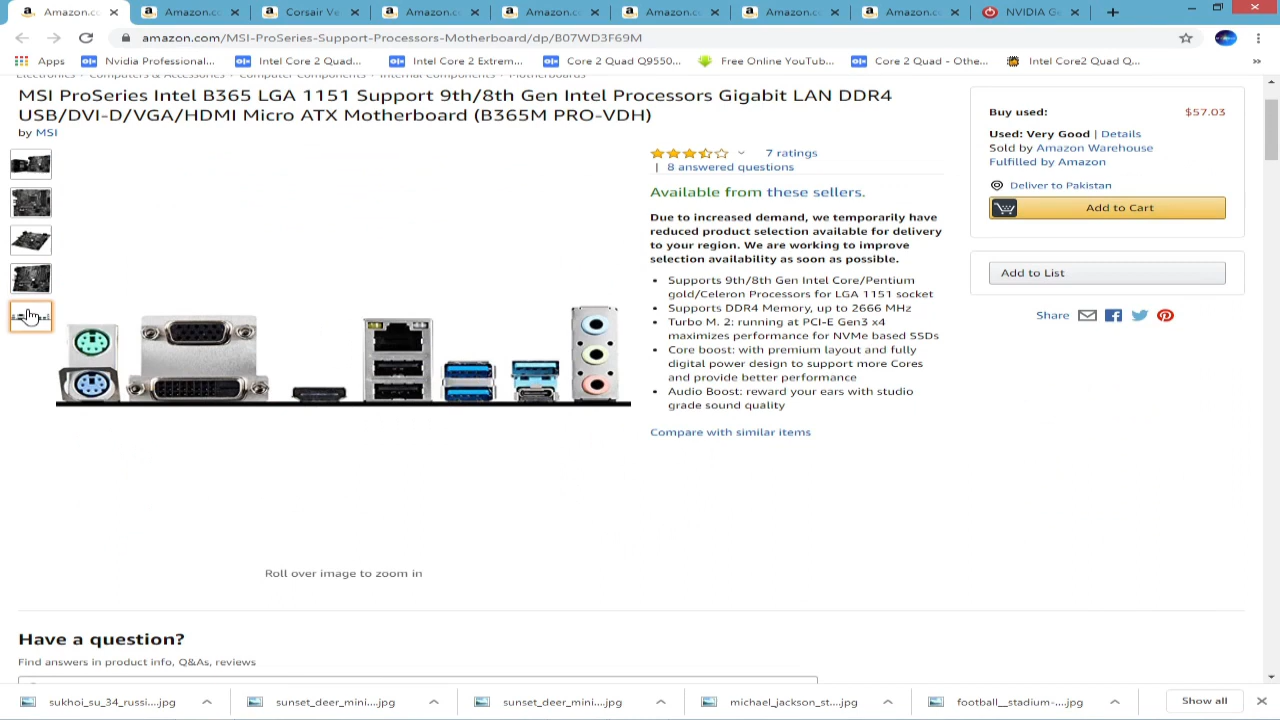 Amazon.c
Amazon.c
Corsair Ve
Amazon.c
Amazon.c
Amazon.c
Amazon.c
Amazon.c
NVIDIA Ge
amazon.com/MSI-ProSeries-Support-Processors-Motherboard/dp/B07WD3F69M
Apps
Nvidia Professional...
Intel Core 2 Quad...
Intel Core 2 Extrem...
Core 2 Quad Q9550...
Free Online YouTub...
Core 2 Quad - Othe...
Intel Core2 Quad Q...
»
Electronics › Computers & Accessories › Computer Components › Internal Components › Motherboards
MSI ProSeries Intel B365 LGA 1151 Support 9th/8th Gen Intel Processors Gigabit LAN DDR4
USB/DVI-D/VGA/HDMI Micro ATX Motherboard (B365M PRO-VDH)
by MSI
7 ratings
| 8 answered questions
Available from these sellers.
Due to increased demand, we temporarily have
reduced product selection available for delivery
to your region. We are working to improve
selection availability as soon as possible.
• Supports 9th/8th Gen Intel Core/Pentium
gold/Celeron Processors for LGA 1151 socket
• Supports DDR4 Memory, up to 2666 MHz
• Turbo M. 2: running at PCI-E Gen3 x4
maximizes performance for NVMe based SSDs
• Core boost: with premium layout and fully
digital power design to support more Cores
and provide better performance
• Audio Boost: reward your ears with studio
grade sound quality
Compare with similar items
Buy used: $57.03
Used: Very Good | Details
Sold by Amazon Warehouse
Fulfilled by Amazon
Deliver to Pakistan
Add to Cart
Add to List
Share
Roll over image to zoom in
Have a question?
Find answers in product info, Q&As, reviews
sukhoi_su_34_russi....jpg
sunset_deer_mini....jpg
sunset_deer_mini....jpg
michael_jackson_st....jpg
football__stadium-....jpg
Show all